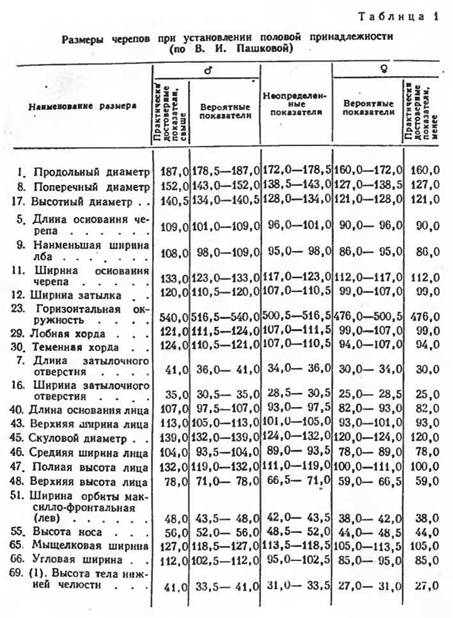 Таблица 1
Размеры черепов при установлении половой принадлежности
(по В. И. Пашковой)
♂ ♀
Наименование размера Практически достоверные показатели, свыше Вероятные показатели Неопределен-ные показатели Вероятные показатели Практически достоверные показатели, менее
1. Продольный диаметр 187,0 178,5—187,0 172,0—178,5 160,0—172,0 160,0
8. Поперечный диаметр 152,0 143,0—152,0 138,5—143,0 127,0—138,5 127,0
17. Высотный диаметр . . 140,5 134,0—140,5 128,0—134,0 121,0—128,0 121,0
5. Длина основания че-
репа . . . . . . 109,0 101,0—109,0 96,0—101,0 90,0— 96,0 90,0
9. Наименьшая ширина
лба . . . . . . 108,0 98,0—109,0 95,0— 98,0 86,0— 95,0 86,0
11. Ширина основания
черепа . . . . . 133,0 123,0—133,0 117,0—123,0 112,0—117,0 112,0
12. Ширина затылка . . 120,0 110,5—120,0 107,0—110,5 99,0—107,0 99,0
23. Горизонтальная ок-
ружность . . . . 540,0 516,5—540,0 500,5—516,5 476,0—500,5 476,0
29. Лобная хорда . . . 121,0 111,5—124,0 107,0—111,5 99,0—107,0 99,0
30. Теменная хорда . . 124,0 110,5—121,0 107,0—110,5 94,0—107,0 94,0
7. Длина затылочного
отверстия . . . . 41,0 36,0— 41,0 34,0— 36,0 30,0— 34,0 30,0
16. Ширина затылочного
отверстия . . . . 35,0 30,5— 35,0 28,5— 30,5 25,0— 28,5 25,0
40. Длина основания лица 107,0 97,5—107,0 93,0— 97,5 82,0— 93,0 82,0
43. Верхняя ширина лица 113,0 105,0—113,0 101,0—105,0 93,0—101,0 93,0
45. Скуловой диаметр . . 139,0 132,0—139,0 124,0—132,0 120,0—124,0 120,0
46. Средняя ширина лица 104,0 93,5—104,0 89,0— 93,5 78,0— 89,0 78,0
47. Полная высота лица 132,0 119,0—132,0 111,0—119,0 100,0—111,0 100,0
48. Верхняя высота лица 78,0 71,0— 78,0 66,5— 71,0 59,0— 66,5 59,0
51. Ширина орбиты мак-
силло-фронтальная
(лев) . . . . . 48,0 43,5— 48,0 42,0— 43,5 38,0— 42,0 38,0
55. Высота носа . . . 56,0 52,0— 56,0 48,5— 52,0 44,0— 48,5 44,0
65. Мыщелковая ширина 127,0 118,5—127,0 113,5—118,5 105,0—113,5 105,0
66. Угловая ширина . . 112,0 102,5—112,0 95,0—102,5 85,0— 95,0 85,0
69. (1). Высота тела ниж-
ней челюсти . . . 41,0 33,5— 41,0 31,0— 33,5 27,0— 31,0 27,0